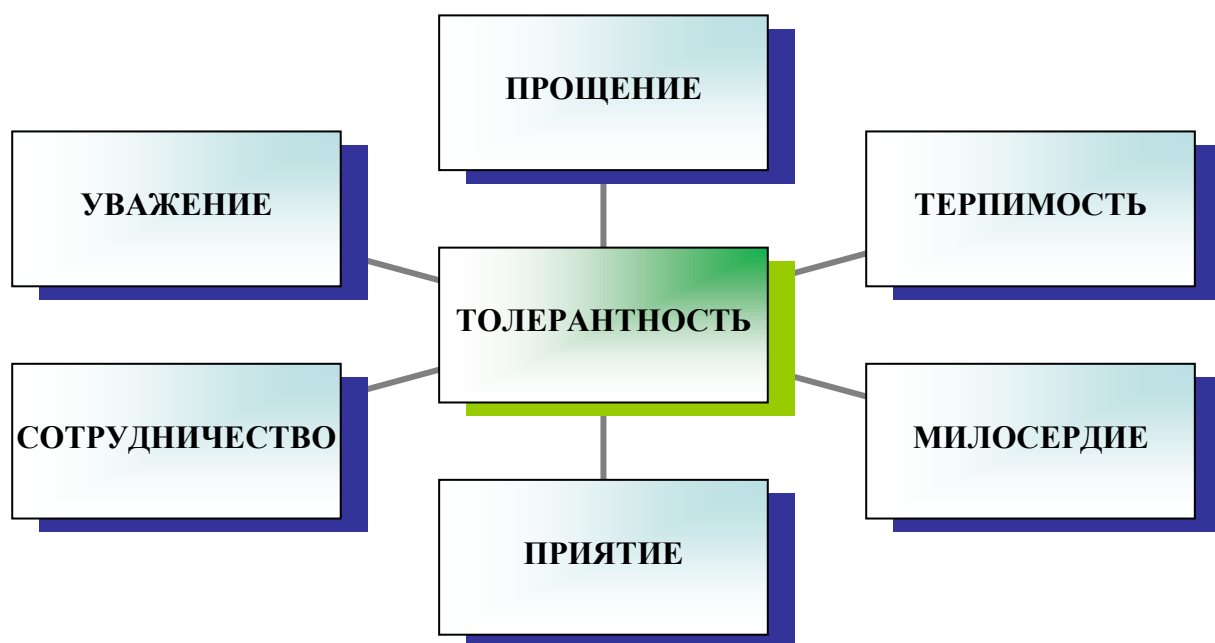 ПРОЩЕНИЕ
УВАЖЕНИЕ
ТЕРПИМОСТЬ
ТОЛЕРАНТНОСТЬ
СОТРУДНИЧЕСТВО
МИЛОСЕРДИЕ
ПРИЯТИЕ